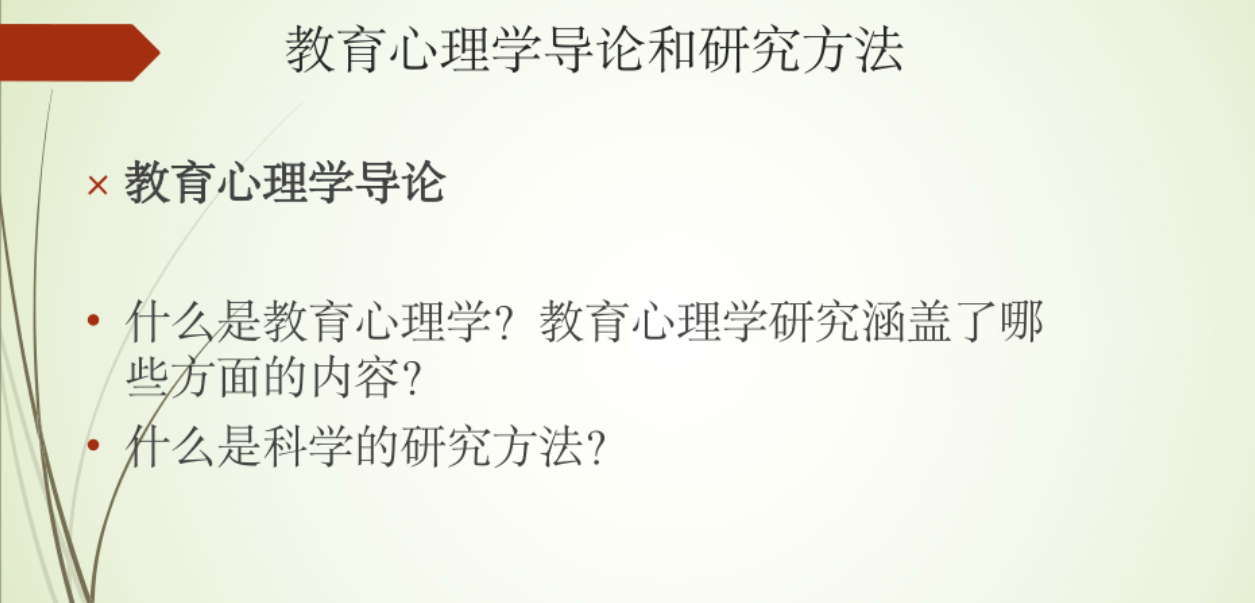 教育心理学导论和研究方法
× 教育心理学导论
• 什么是教育心理学？教育心理学研究涵盖了哪
些方面的内容？
• 什么是科学的研究方法？